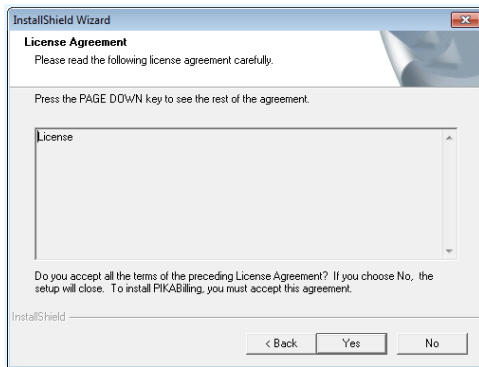 InstallShield Wizard
License Agreement
Please read the following license agreement carefully.
Press the PAGE DOWN key to see the rest of the agreement.
License
Do you accept all the terms of the preceding License Agreement? If you choose No, the
setup will close. To install PIKABilling, you must accept this agreement.
InstallShield
< Back
Yes
No